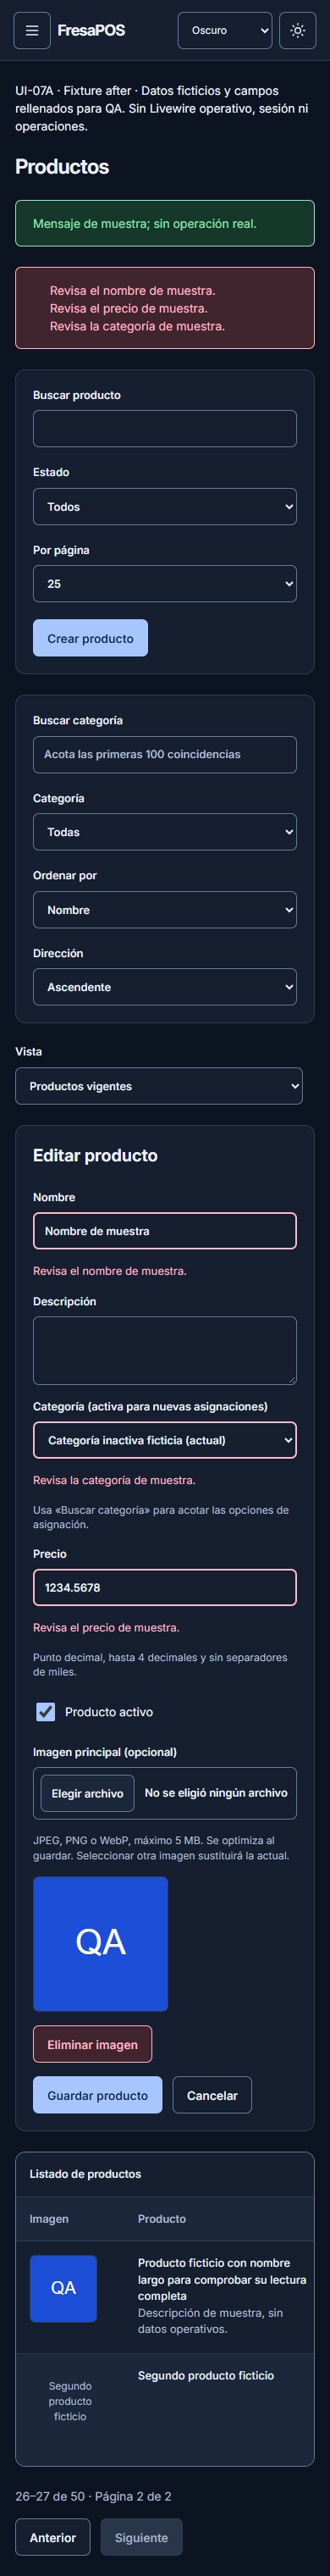 FresaPOS
Oscuro
UI-07A · Fixture after · Datos ficticios y campos
rellenados para QA. Sin Livewire operativo, sesión ni
operaciones.
Productos
Mensaje de muestra; sin operación real.
Revisa el nombre de muestra.
Revisa el precio de muestra.
Revisa la categoría de muestra.
Buscar producto
Estado
Todos
Por página
25
Crear producto
Buscar categoría
Acota las primeras 100 coincidencias
Categoría
Todas
Ordenar por
Nombre
Dirección
Ascendente
Vista
Productos vigentes
Editar producto
Nombre
Nombre de muestra
Revisa el nombre de muestra.
Descripción
Categoría (activa para nuevas asignaciones)
Categoría inactiva ficticia (actual)
Revisa la categoría de muestra.
Usa «Buscar categoría» para acotar las opciones de
asignación.
Precio
1234.5678
Revisa el precio de muestra.
Punto decimal, hasta 4 decimales y sin separadores
de miles.
Producto activo
Imagen principal (opcional)
Elegir archivo No se eligió ningún archivo
JPEG, PNG o WebP, máximo 5 MB. Se optimiza al
guardar. Seleccionar otra imagen sustituirá la actual.
QA
Eliminar imagen
Guardar producto Cancelar
Listado de productos
Imagen Producto
QA
Producto ficticio con nombre
largo para comprobar su lectura
completa
Descripción de muestra, sin
datos operativos.
Segundo
producto
ficticio
Segundo producto ficticio
26–27 de 50 · Página 2 de 2
Anterior Siguiente